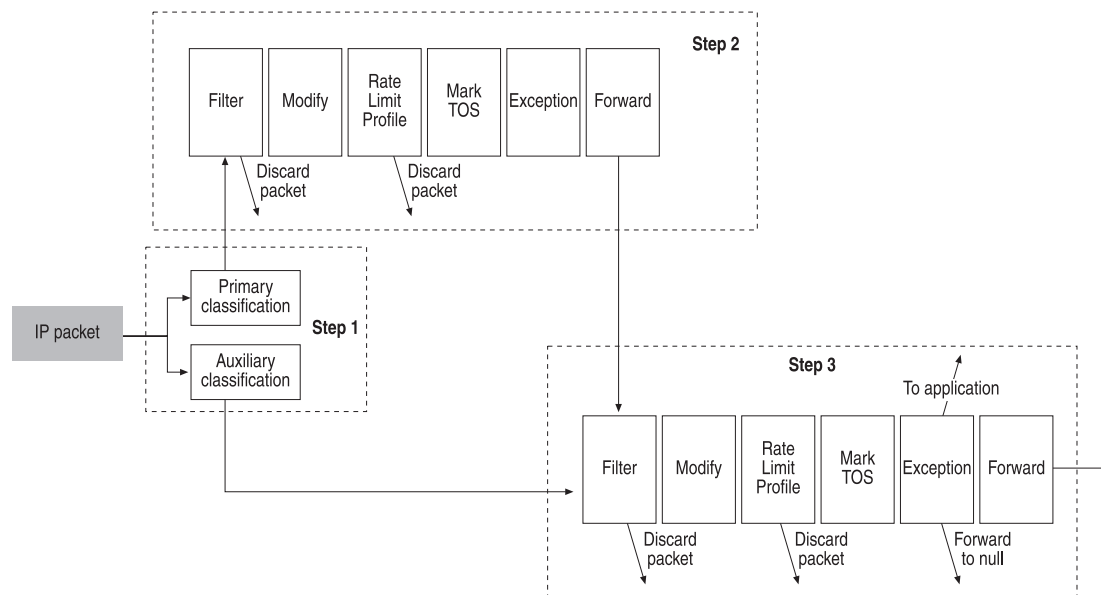 Step 2
Filter
Modify
Rate
Limit
Profile
Mark
TOS
Exception
Forward
Discard
packet
Discard
packet
IP packet
Primary
classification
Step 1
Auxiliary
classification
Step 3
To application
Filter
Modify
Rate
Limit
Profile
Mark
TOS
Exception
Forward
Discard
packet
Discard
packet
Forward
to null